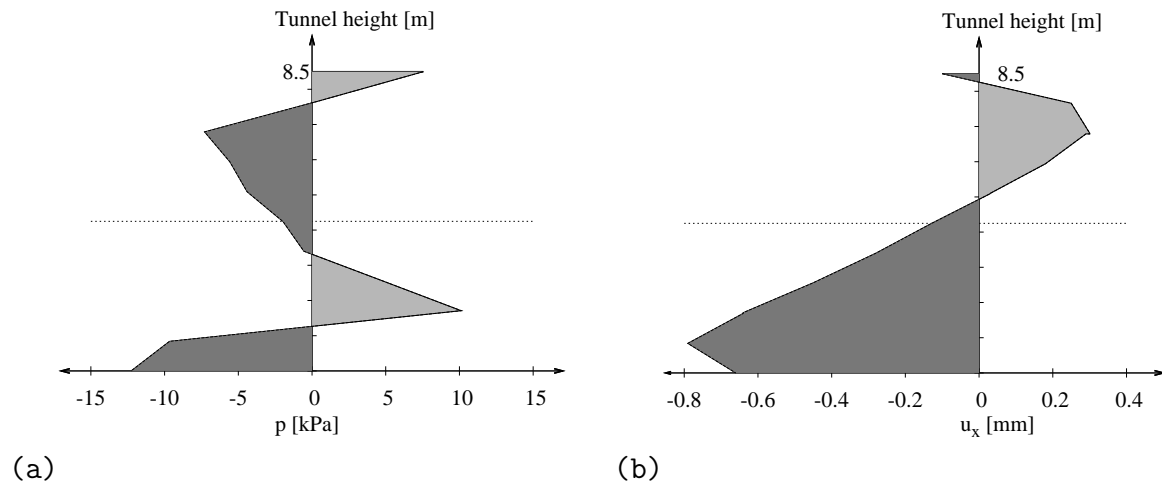 Tunnel height [m]
8.5
-15 -10 -5 0 5 10 15
p [kPa]
(a)
Tunnel height [m]
8.5
-0.8 -0.6 -0.4 -0.2 0 0.2 0.4
u_x [mm]
(b)